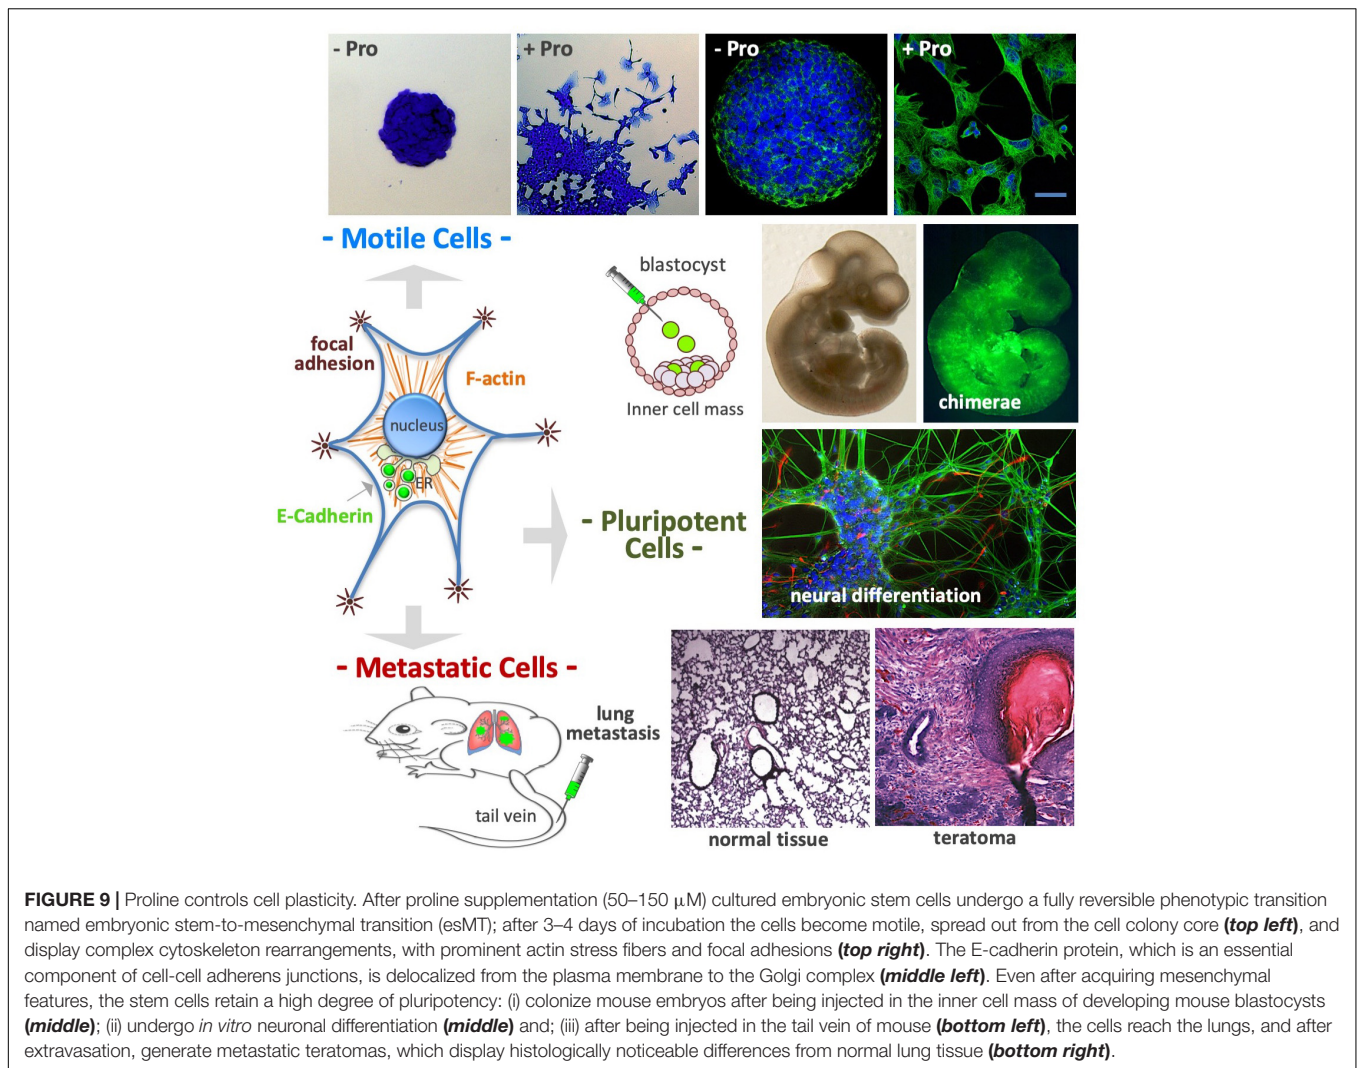 - Pro
+ Pro
- Pro
+ Pro
- Motile Cells -
focal
adhesion
F-actin
nucleus
ER
E-Cadherin
blastocyst
Inner cell mass
chimerae
- Pluripotent
Cells -
neural differentiation
- Metastatic Cells -
lung
metastasis
tail vein
normal tissue
teratoma
FIGURE 9 | Proline controls cell plasticity. After proline supplementation (50–150 μM) cultured embryonic stem cells undergo a fully reversible phenotypic transition
named embryonic stem-to-mesenchymal transition (esMT); after 3–4 days of incubation the cells become motile, spread out from the cell colony core (top left), and
display complex cytoskeleton rearrangements, with prominent actin stress fibers and focal adhesions (top right). The E-cadherin protein, which is an essential
component of cell-cell adherens junctions, is delocalized from the plasma membrane to the Golgi complex (middle left). Even after acquiring mesenchymal
features, the stem cells retain a high degree of pluripotency: (i) colonize mouse embryos after being injected in the inner cell mass of developing mouse blastocysts
(middle); (ii) undergo in vitro neuronal differentiation (middle) and; (iii) after being injected in the tail vein of mouse (bottom left), the cells reach the lungs, and after
extravasation, generate metastatic teratomas, which display histologically noticeable differences from normal lung tissue (bottom right).